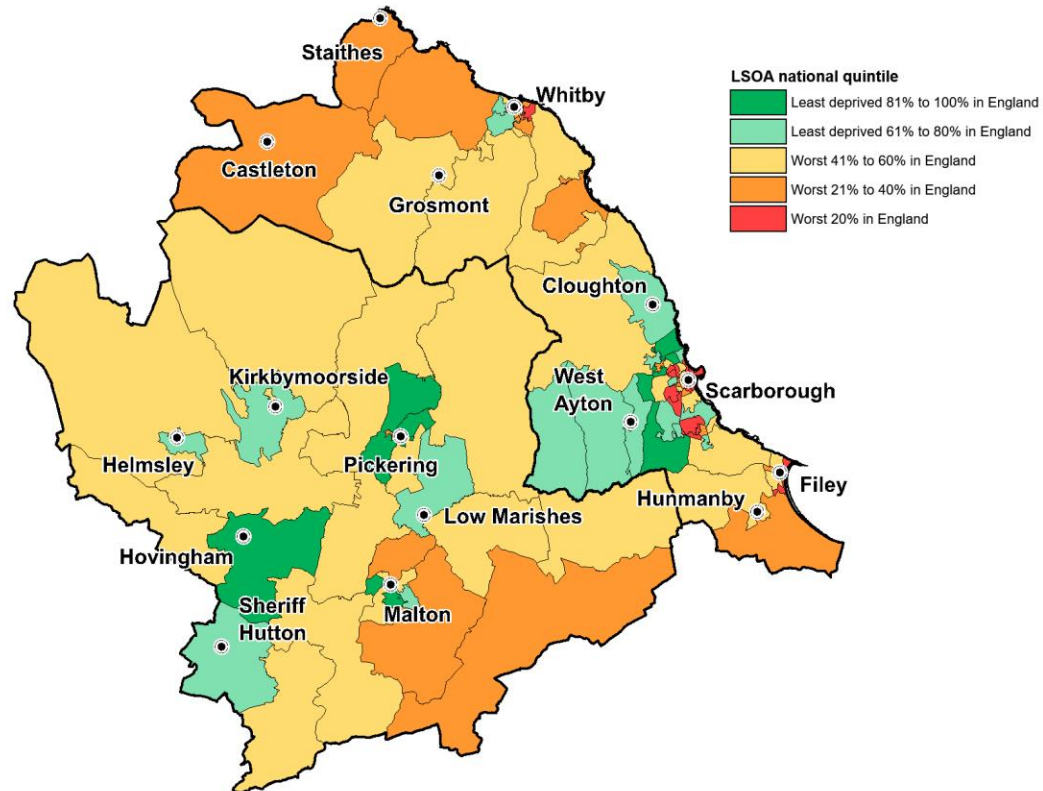 Staithes
Whitby
Castleton
Grosmont
Cloughton
Kirkbymoorside
West
Ayton
Scarborough
Helmsley
Pickering
Filey
Hunmanby
Low Marishes
Hovingham
Sheriff
Hutton
Malton
LSOA national quintile
Least deprived 81% to 100% in England
Least deprived 61% to 80% in England
Worst 41% to 60% in England
Worst 21% to 40% in England
Worst 20% in England